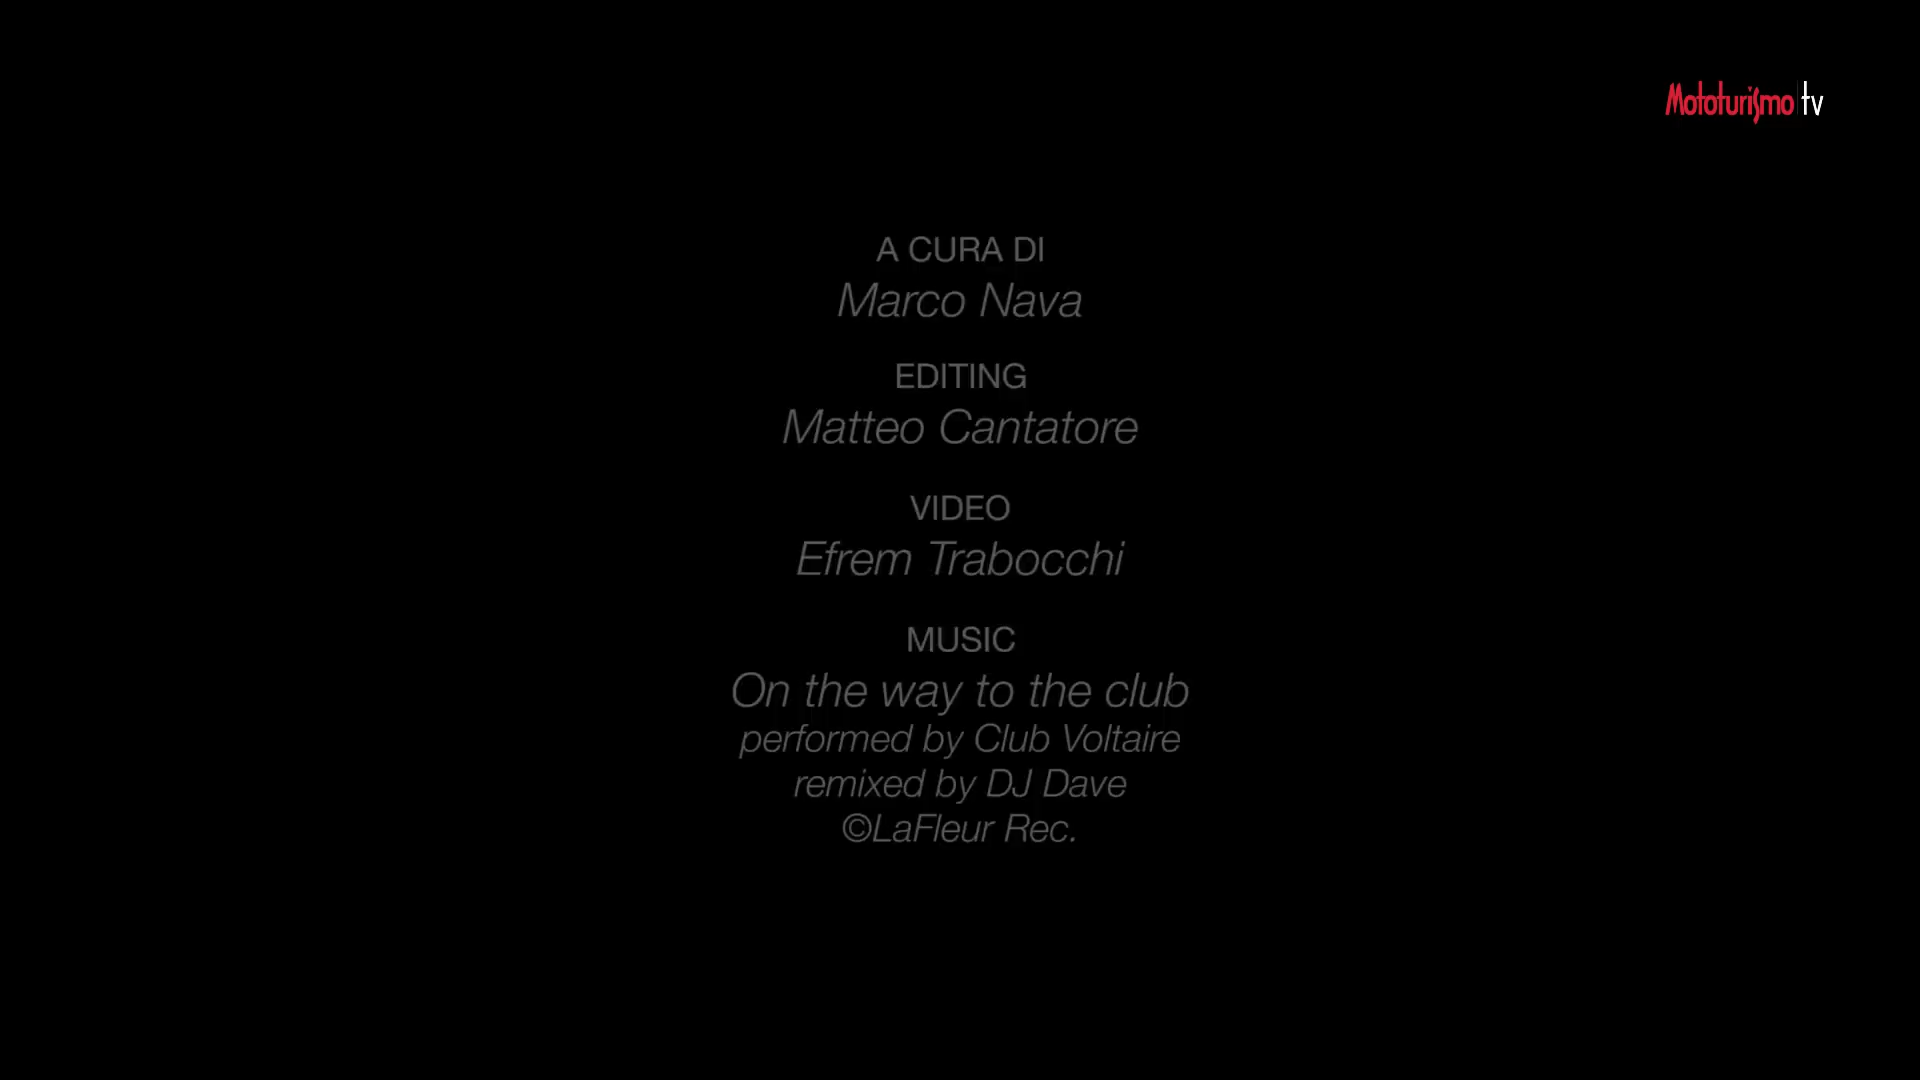 Mototurismo tv
A CURA DI
Marco Nava
EDITING
Matteo Cantatore
VIDEO
Efrem Trabocchi
MUSIC
On the way to the club
performed by Club Voltaire
remixed by DJ Dave
©LaFleur Rec.